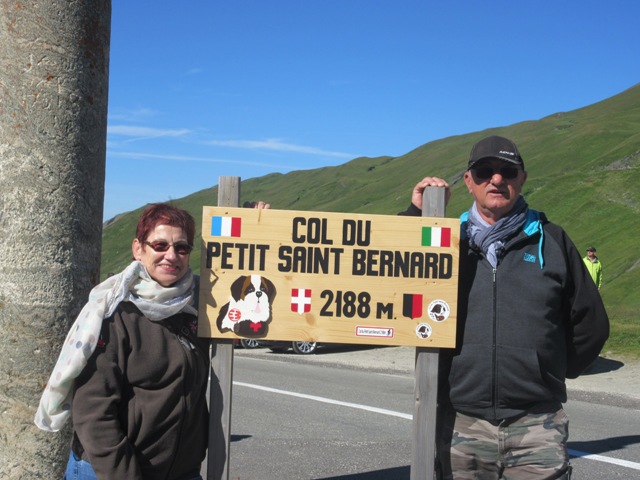 COL DU
PETIT SAINT BERNARD
2188 M.